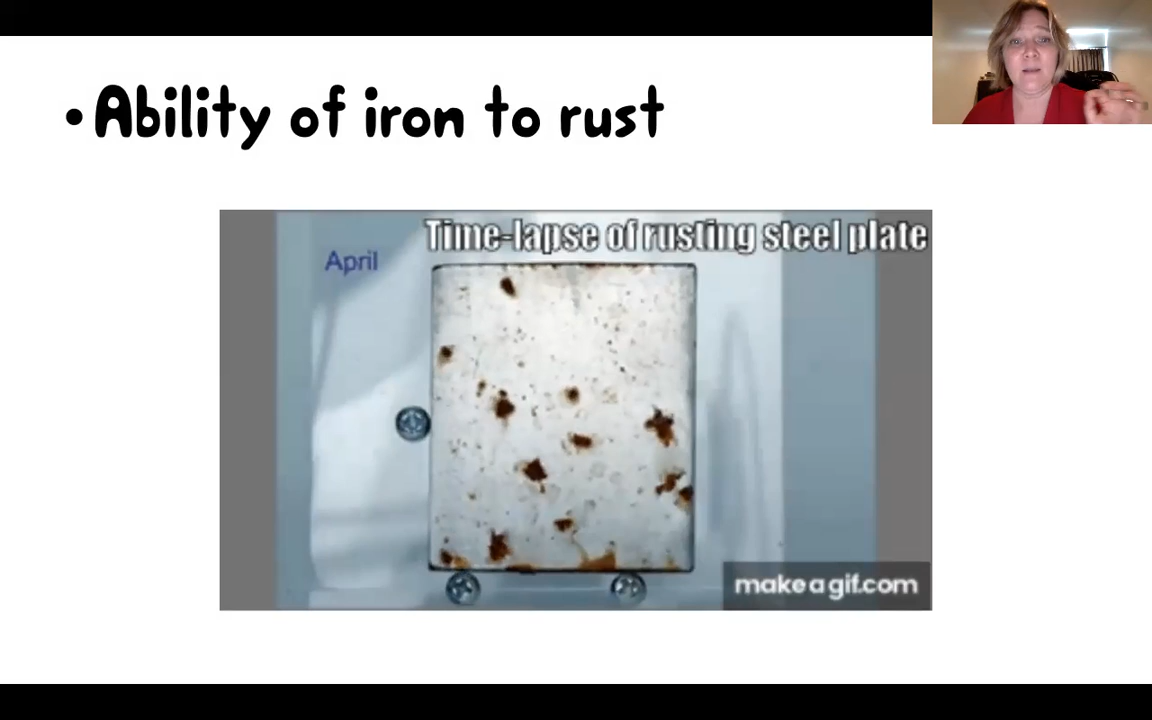 • Ability of iron to rust
Time-lapse of rusting steel plate
April
makeagif.com